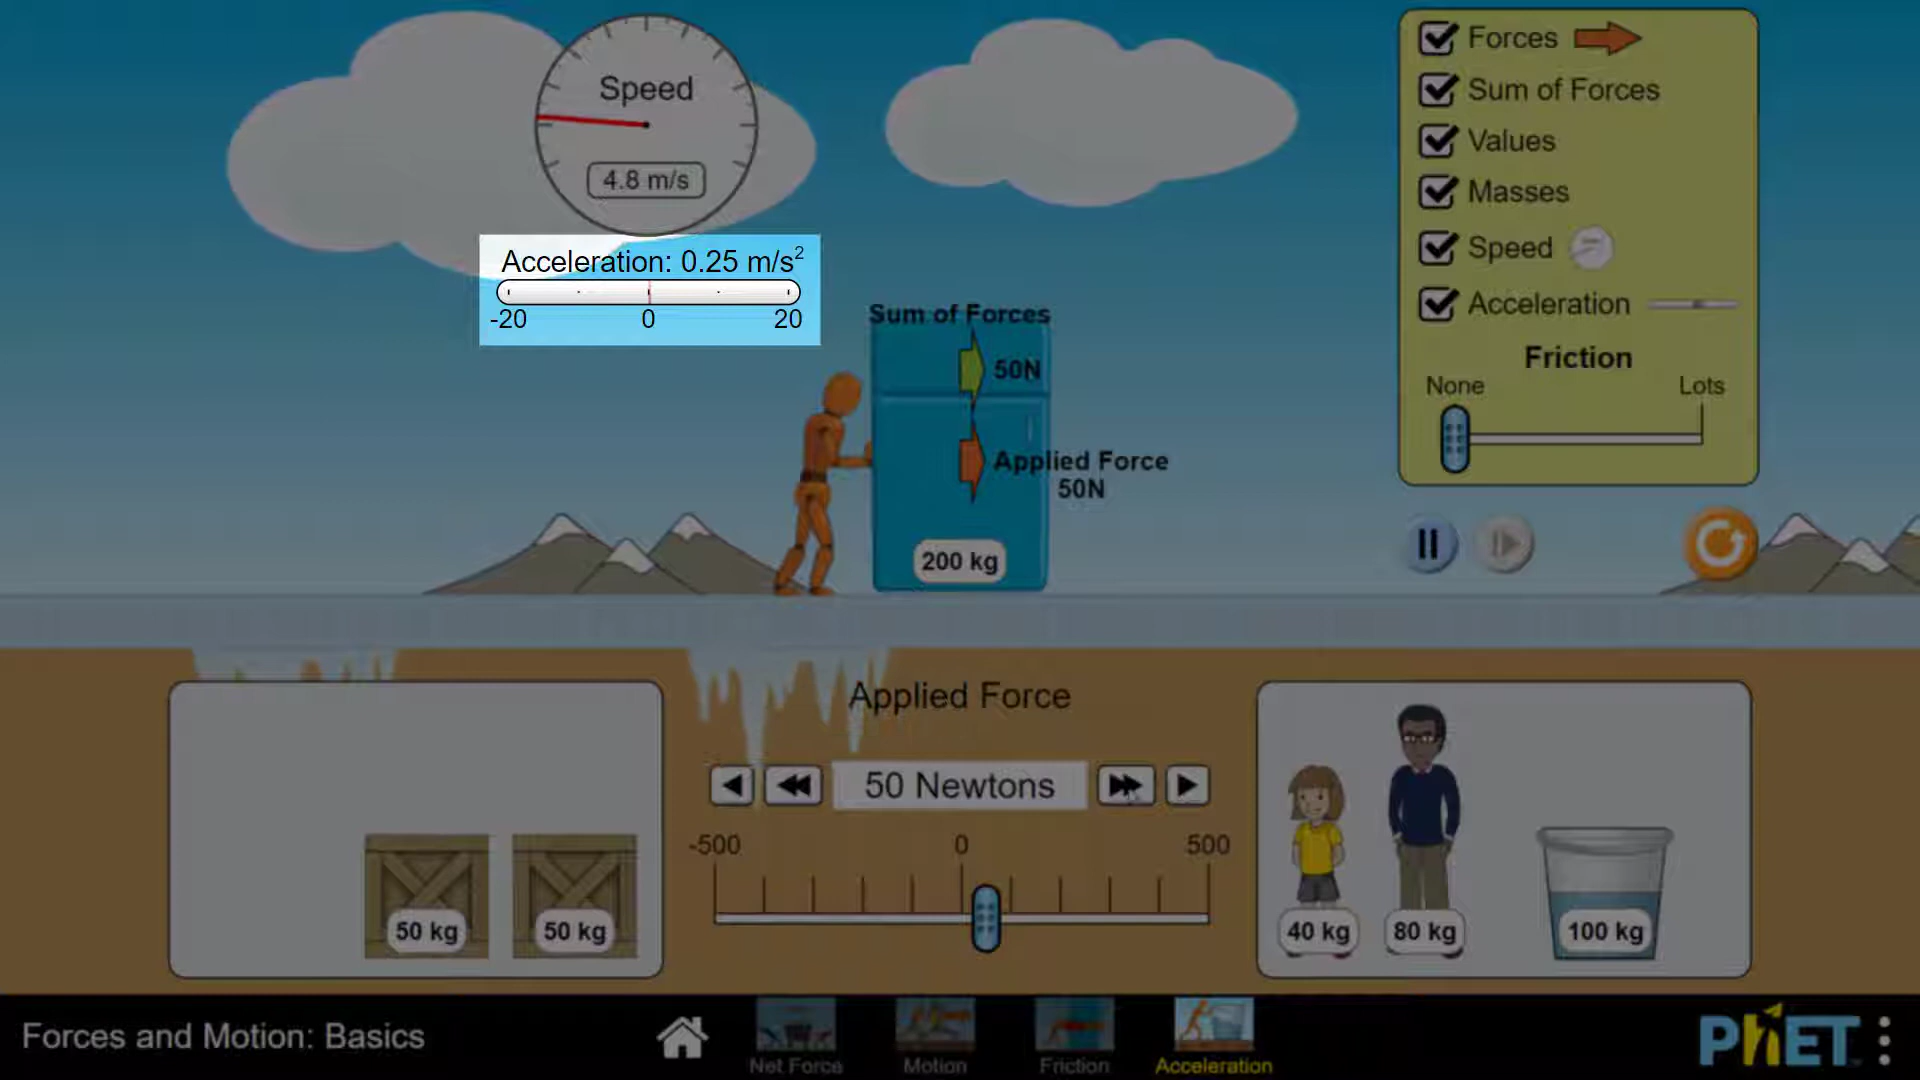 Speed
4.8 m/s
Acceleration: 0.25 m/s²
-20 0 20
Sum of Forces
50N
Applied Force
50N
200 kg
Forces
Sum of Forces
Values
Masses
Speed
Acceleration
Friction
None Lots
Applied Force
50 Newtons
-500 0 500
50 kg 50 kg
40 kg 80 kg 100 kg
Forces and Motion: Basics
Net Force Motion Friction Acceleration
PhET